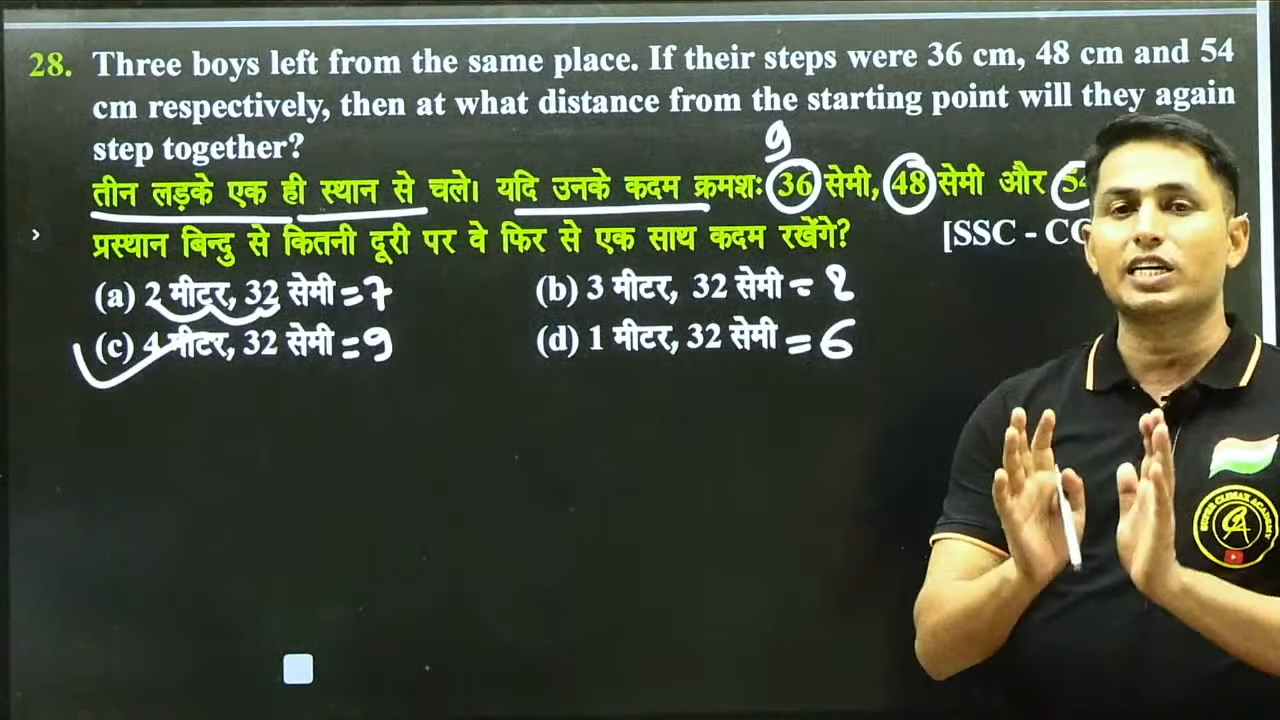 28. Three boys left from the same place. If their steps were 36 cm, 48 cm and 54
cm respectively, then at what distance from the starting point will they again
step together?
9
तीन लड़के एक ही स्थान से चले। यदि उनके कदम क्रमशः 36 सेमी, 48 सेमी और
प्रस्थान बिन्दु से कितनी दूरी पर वे फिर से एक साथ कदम रखेंगे? [SSC - CG
(a) 2 मीटर, 32 सेमी = 7
(b) 3 मीटर, 32 सेमी = 8
(c) 4 मीटर, 32 सेमी = 9
(d) 1 मीटर, 32 सेमी = 6
SUPER CLIMAX ACADEMY